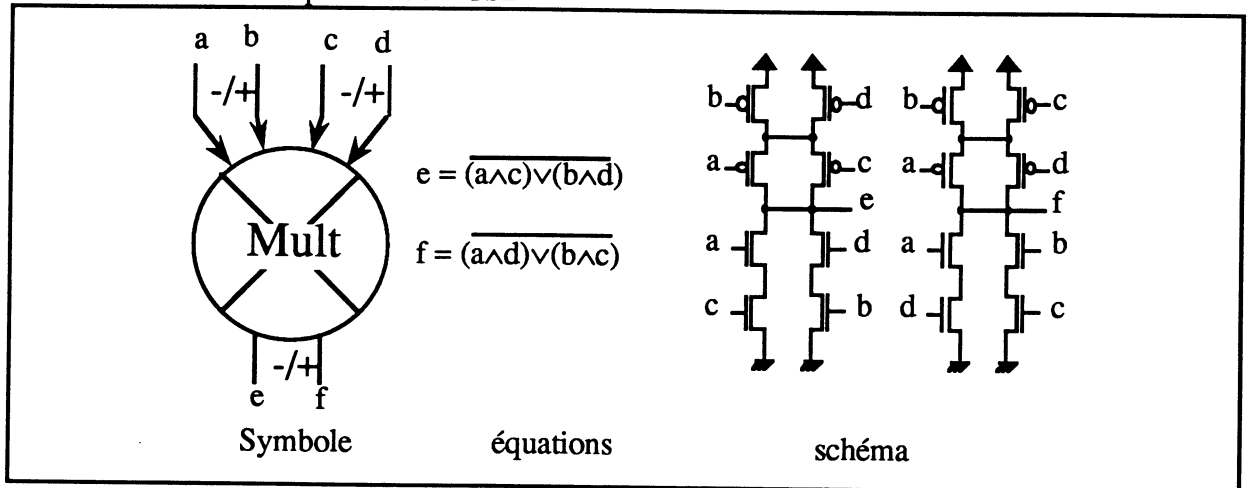 a b c d
-/+ -/+
Mult
-/+
e f
Symbole
e = (a∧c)∨(b∧d)
f = (a∧d)∨(b∧c)
équations
b d
a c
e
a d
c b
b c
a d
f
a b
d c
schéma